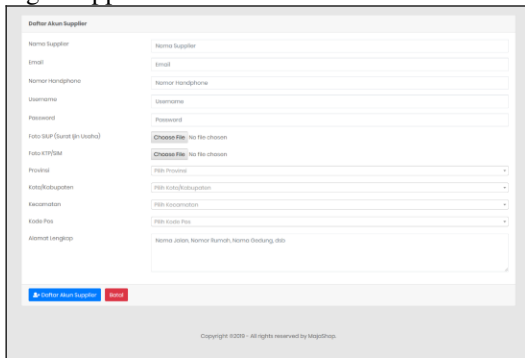 Daftar Akun Supplier
Nama Supplier
Nama Supplier
Email
Email
Nomor Handphone
Nomor Handphone
Username
Username
Password
Password
Foto SIUP (Surat Ijin Usaha)
Choose File No file chosen
Foto KTP/SIM
Choose File No file chosen
Provinsi
Pilih Provinsi
Kota/Kabupaten
Pilih Kota/Kabupaten
Kecamatan
Pilih Kecamatan
Kode Pos
Pilih Kode Pos
Alamat Lengkap
Nama Jalan, Nomor Rumah, Nama Gedung, dsb
Daftar Akun Supplier Batal
Copyright ©2019 - All rights reserved by MajaShop.